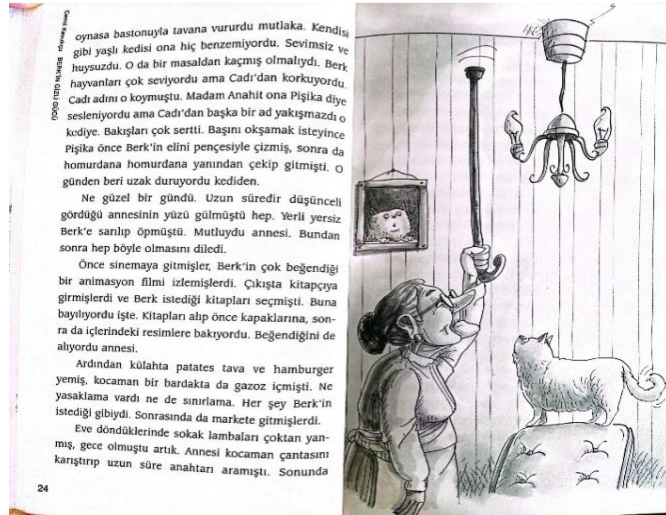 Cemil Kavukçu BERK'İN GİZLİ GÜCÜ
oynasa bastonuyla tavana vururdu mutlaka. Kendisi
gibi yaşlı kedisi ona hiç benzemiyordu. Sevimsiz ve
huysuzdu. O da bir masaldan kaçmış olmalıydı. Berk
hayvanları çok seviyordu ama Cadı'dan korkuyordu.
Cadı adını o koymuştu. Madam Anahit ona Pişika diye
sesleniyordu ama Cadı'dan başka bir ad yakışmazdı o
kediye. Bakışları çok sertti. Başını okşamak isteyince
Pişika önce Berk'in elini pençesiyle çizmiş, sonra da
homurdana homurdana yanından çekip gitmişti. O
günden beri uzak duruyordu kediden.
Ne güzel bir gündü. Uzun süredir düşünceli
gördüğü annesinin yüzü gülmüştü hep. Yerli yersiz
Berk'e sarılıp öpmüştü. Mutluydu annesi. Bundan
sonra hep böyle olmasını diledi.
Önce sinemaya gitmişler, Berk'in çok beğendiği
bir animasyon filmi izlemişlerdi. Çıkışta kitapçıya
girmişlerdi ve Berk istediği kitapları seçmişti. Buna
bayılıyordu işte. Kitapları alıp önce kapaklarına, son-
ra da içlerindeki resimlere bakıyordu. Beğendiğini de
alıyordu annesi.
Ardından külahta patates tava ve hamburger
yemiş, kocaman bir bardakta da gazoz içmişti. Ne
yasaklama vardı ne de sınırlama. Her şey Berk'in
istediği gibiydi. Sonrasında da markete gitmişlerdi.
Eve döndüklerinde sokak lambaları çoktan yan-
mış, gece olmuştu artık. Annesi kocaman çantasını
karıştırıp uzun süre anahtarı aramıştı. Sonunda
24